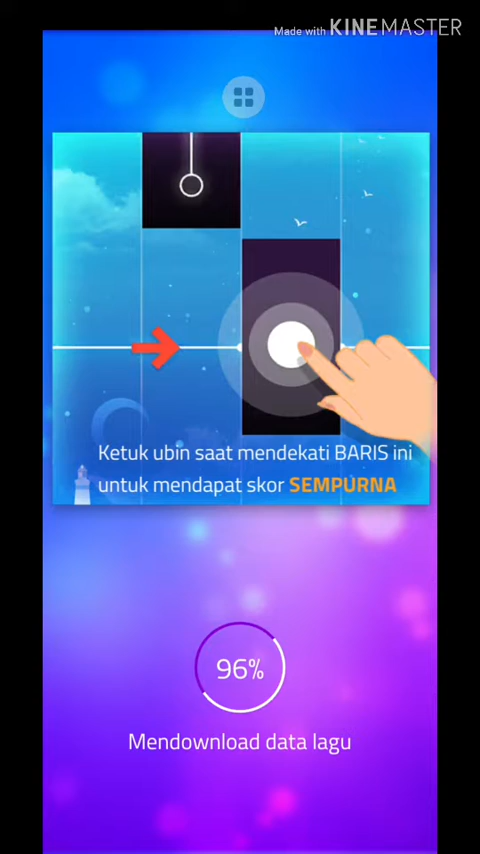 Made with KINEMASTER
Ketuk ubin saat mendekati BARIS ini
untuk mendapat skor SEMPURNA
96%
Mendownload data lagu